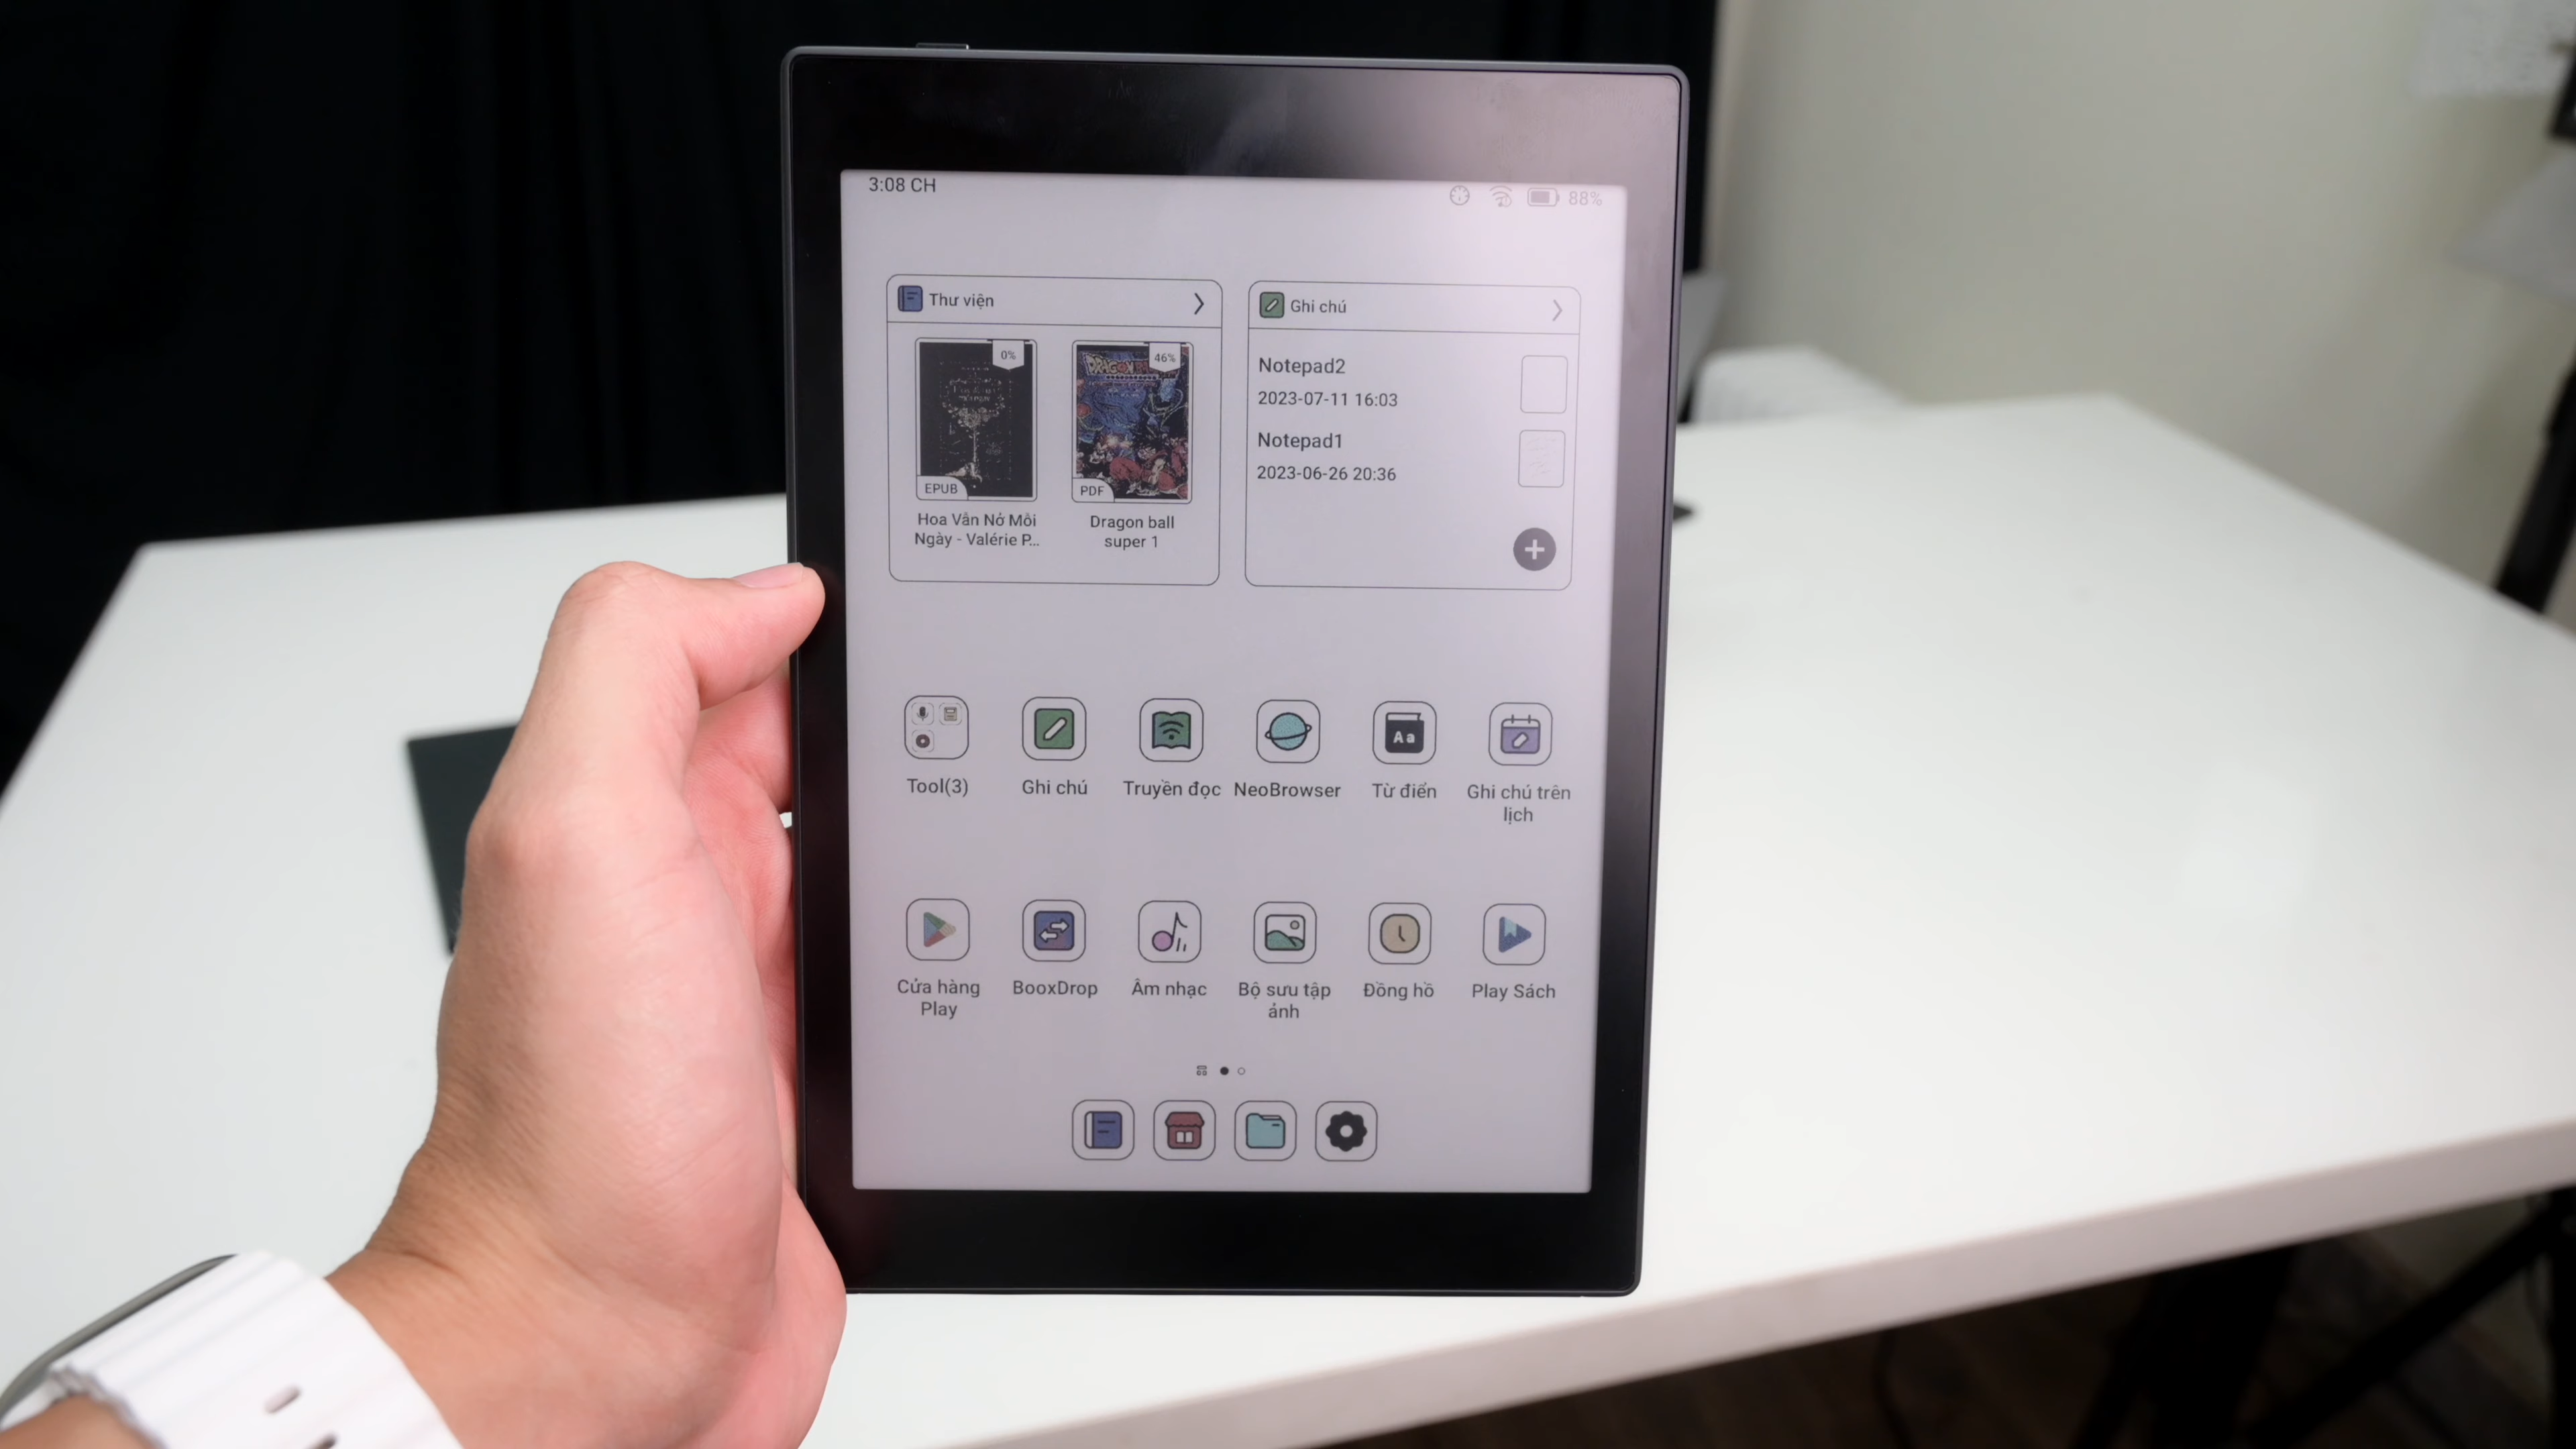 3:08 CH
88%
Thư viện
Ghi chú
0%
EPUB
DRAGON
46%
PDF
Hoa Vẫn Nở Mỗi
Ngày - Valérie P...
Dragon ball
super 1
Notepad2
2023-07-11 16:03
Notepad1
2023-06-26 20:36
Tool(3)
Ghi chú
Truyền đọc
NeoBrowser
Aa
Từ điển
Ghi chú trên
lịch
Cửa hàng
Play
BooxDrop
Âm nhạc
Bộ sưu tập
ảnh
Đồng hồ
Play Sách